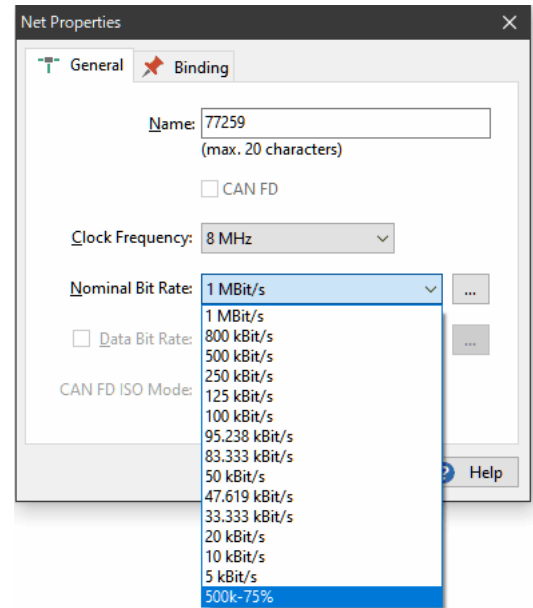 Net Properties
General
Binding
Name: 77259
(max. 20 characters)
CAN FD
Clock Frequency: 8 MHz
Nominal Bit Rate: 1 MBit/s ...
1 MBit/s
Data Bit Rate: 800 kBit/s ...
500 kBit/s
250 kBit/s
CAN FD ISO Mode: 125 kBit/s
100 kBit/s
95.238 kBit/s
83.333 kBit/s
50 kBit/s Help
47.619 kBit/s
33.333 kBit/s
20 kBit/s
10 kBit/s
5 kBit/s
500k-75%